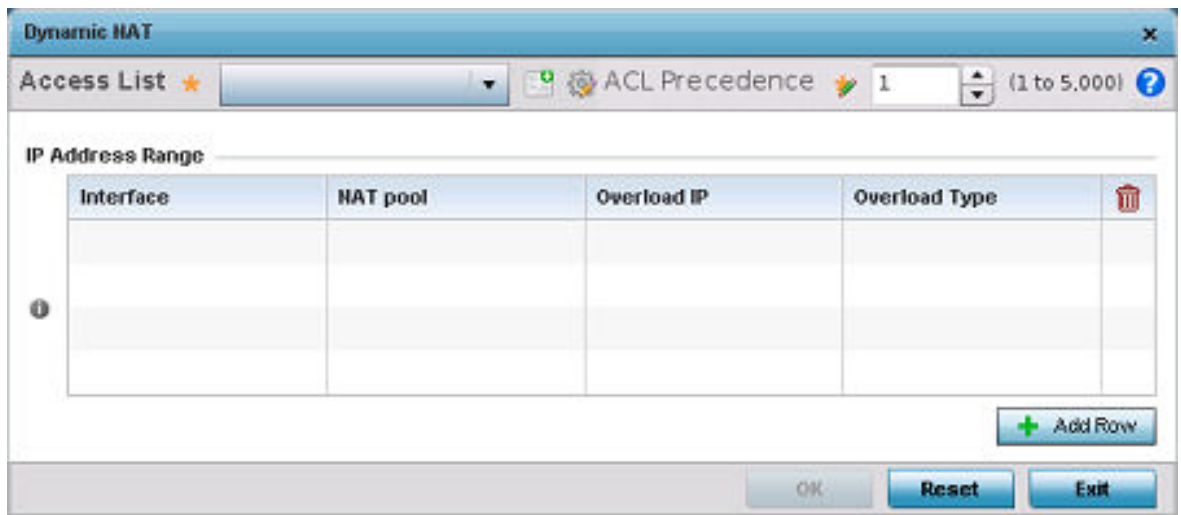 Dynamic NAT
Access List ACL Precedence 1 (1 to 5,000) ?
IP Address Range
Interface NAT pool Overload IP Overload Type
Add Row
OK Reset Exit